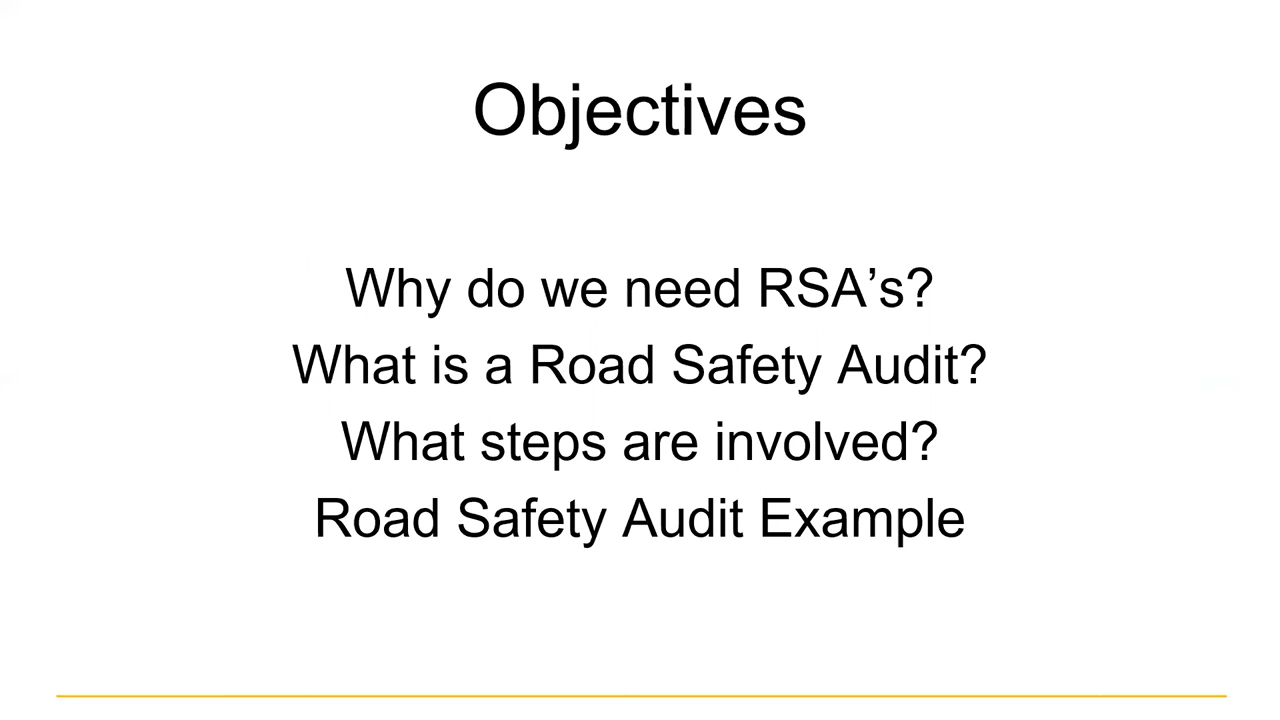 Objectives
Why do we need RSA’s?
What is a Road Safety Audit?
What steps are involved?
Road Safety Audit Example